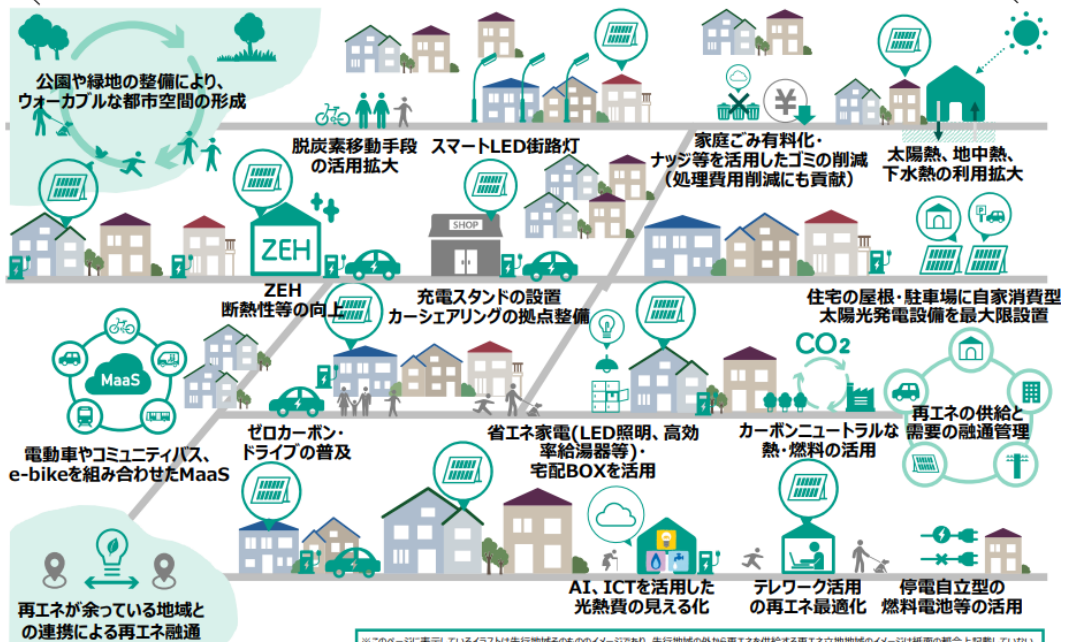 公園や緑地の整備により、
ウォーカブルな都市空間の形成
脱炭素移動手段
の活用拡大
スマートLED街路灯
家庭ごみ有料化・
ナッジ等を活用したゴミの削減
（処理費用削減にも貢献）
太陽熱、地中熱、
下水熱の利用拡大
ZEH
ZEH
断熱性等の向上
SHOP
充電スタンドの設置
カーシェアリングの拠点整備
P
住宅の屋根・駐車場に自家消費型
太陽光発電設備を最大限設置
MaaS
電動車やコミュニティバス、
e-bikeを組み合わせたMaaS
ゼロカーボン・
ドライブの普及
省エネ家電(LED照明、高効
率給湯器等)・
宅配BOXを活用
CO2
カーボンニュートラルな
熱・燃料の活用
再エネの供給と
需要の融通管理
再エネが余っている地域と
の連携による再エネ融通
AI、ICTを活用した
光熱費の見える化
テレワーク活用
の再エネ最適化
停電自立型の
燃料電池等の活用